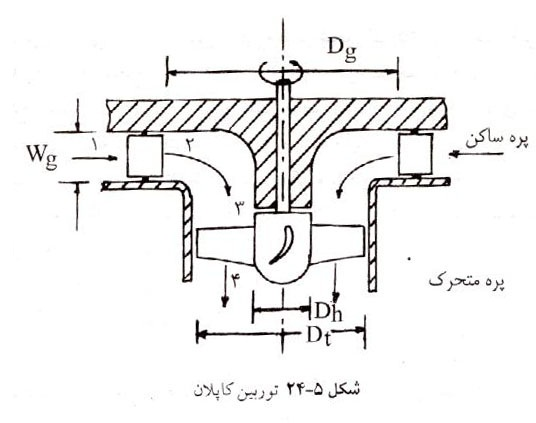 Dg
Wg
۱
۲
پره ساکن
۳
۴
پره متحرک
Dh
Dt
شکل ۵-۲۴ توربین کاپلان